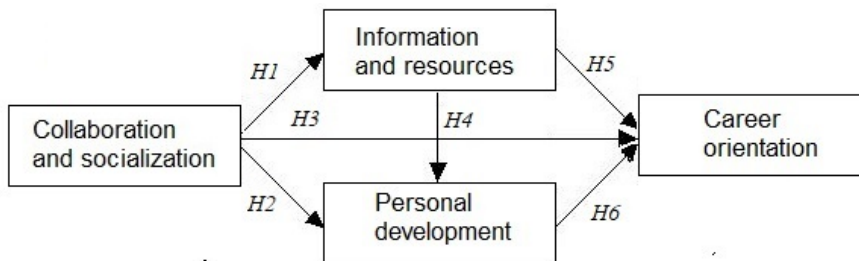 Information
and resources
H1
H5
Collaboration
and socialization
H3
H4
Career
orientation
H2
Personal
development
H6